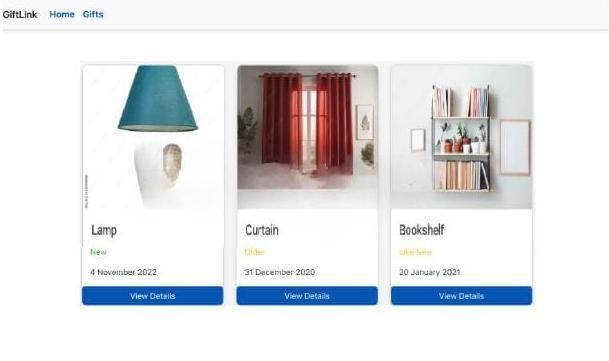 GiftLink Home Gifts
Lamp
New
4 November 2022
View Details
Curtain
Older
31 December 2020
View Details
Bookshelf
Like New
20 January 2021
View Details